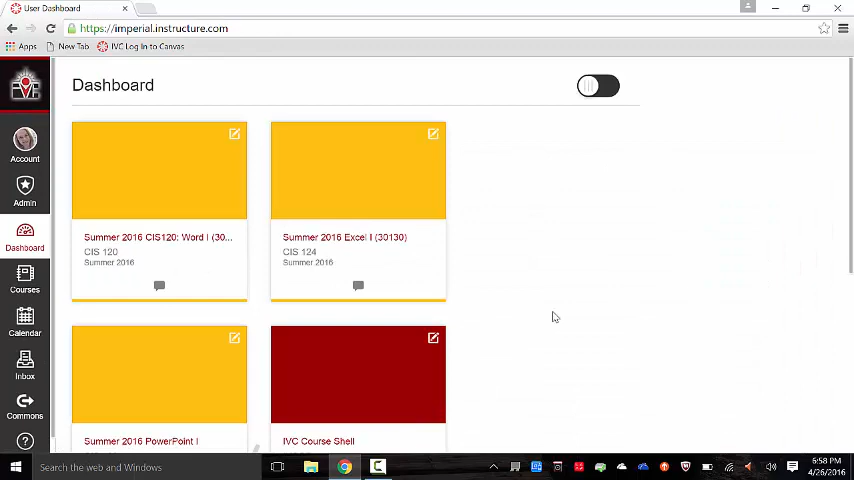 User Dashboard
https://imperial.instructure.com
Apps
New Tab
IVC Log In to Canvas
IVC
Dashboard
Account
Admin
Dashboard
Courses
Calendar
Inbox
Commons
Summer 2016 CIS120: Word I (30...
CIS 120
Summer 2016
Summer 2016 Excel I (30130)
CIS 124
Summer 2016
Summer 2016 PowerPoint I
IVC Course Shell
Search the web and Windows
6:58 PM
4/26/2016